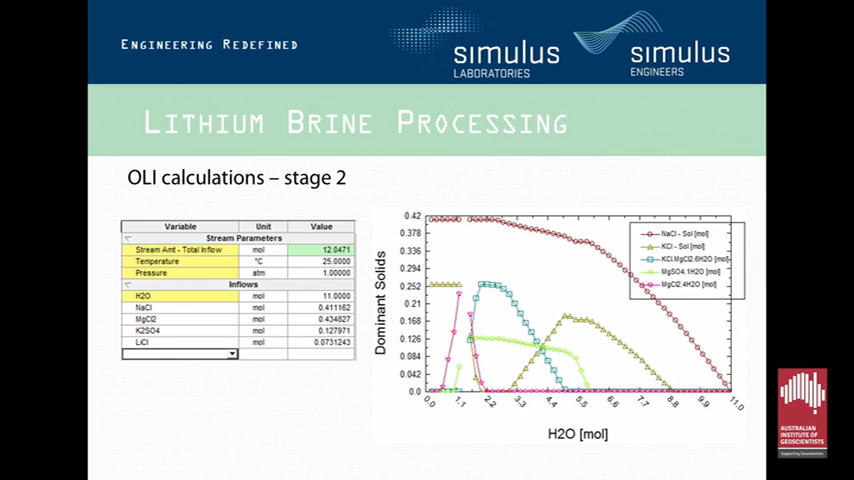 ENGINEERING REDEFINED
simulus
LABORATORIES
simulus
ENGINEERS
LITHIUM BRINE PROCESSING
OLI calculations – stage 2
Variable Unit Value
Stream Parameters
Stream Amt - Total Inflow mol 12.0471
Temperature °C 25.0000
Pressure atm 1.00000
Inflows
H2O mol 11.0000
NaCl mol 0.411162
MgCl2 mol 0.434827
K2SO4 mol 0.127971
LiCl mol 0.0731243
Dominant Solids
0.42
0.378
0.336
0.294
0.252
0.21
0.168
0.126
0.084
0.042
0.0
NaCl - Sol [mol]
KCl - Sol [mol]
KCl.MgCl2.6H2O [mol]
MgSO4.1H2O [mol]
MgCl2.4H2O [mol]
0.0 1.1 2.2 3.3 4.4 5.5 6.6 7.7 8.8 9.9 11.0
H2O [mol]
AUSTRALIAN
INSTITUTE OF
GEOSCIENTISTS
Supporting Geoscientists